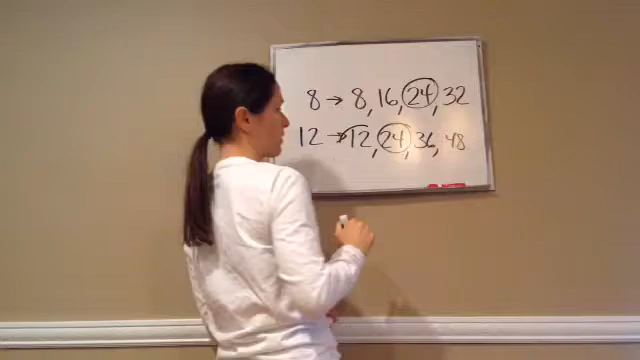 8 → 8, 16, 24, 32
12 → 12, 24, 36, 48